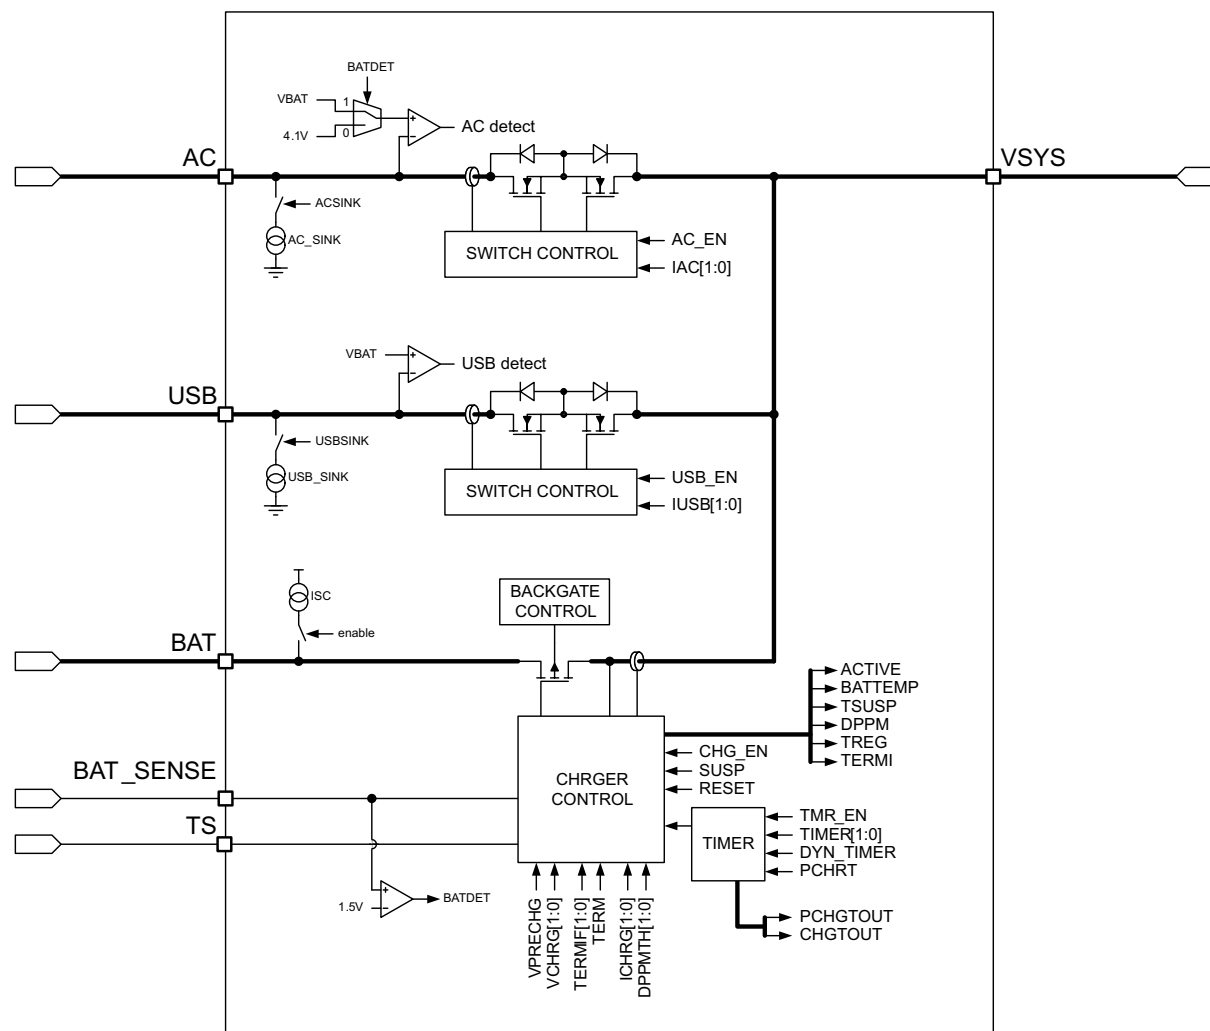 BATDET
VBAT
1
4.1V
0
+
−
AC detect
AC
VSYS
ACSINK
AC_SINK
SWITCH CONTROL
AC_EN
IAC[1:0]
VBAT
+
−
USB detect
USB
USBSINK
USB_SINK
SWITCH CONTROL
USB_EN
IUSB[1:0]
ISC
enable
BACKGATE
CONTROL
BAT
ACTIVE
BATTEMP
TSUSP
DPPM
TREG
TERMI
CHG_EN
SUSP
RESET
CHRGER
CONTROL
BAT_SENSE
TS
TIMER
TMR_EN
TIMER[1:0]
DYN_TIMER
PCHRT
+
1.5V
−
BATDET
VPRECHG
VCHRG[1:0]
TERMIF[1:0]
TERM
ICHRG[1:0]
DPPMTH[1:0]
PCHGTOUT
CHGTOUT